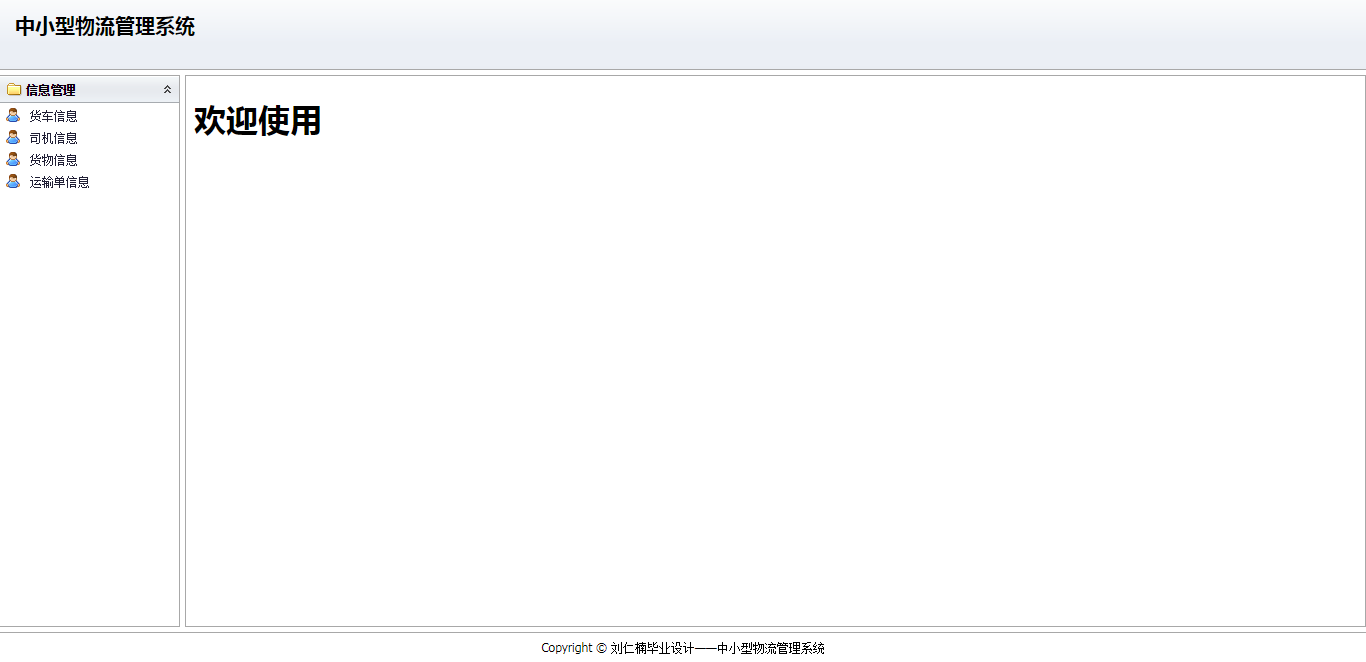 中小型物流管理系统
信息管理
货车信息
司机信息
货物信息
运输单信息
欢迎使用
Copyright © 刘仁楠毕业设计——中小型物流管理系统